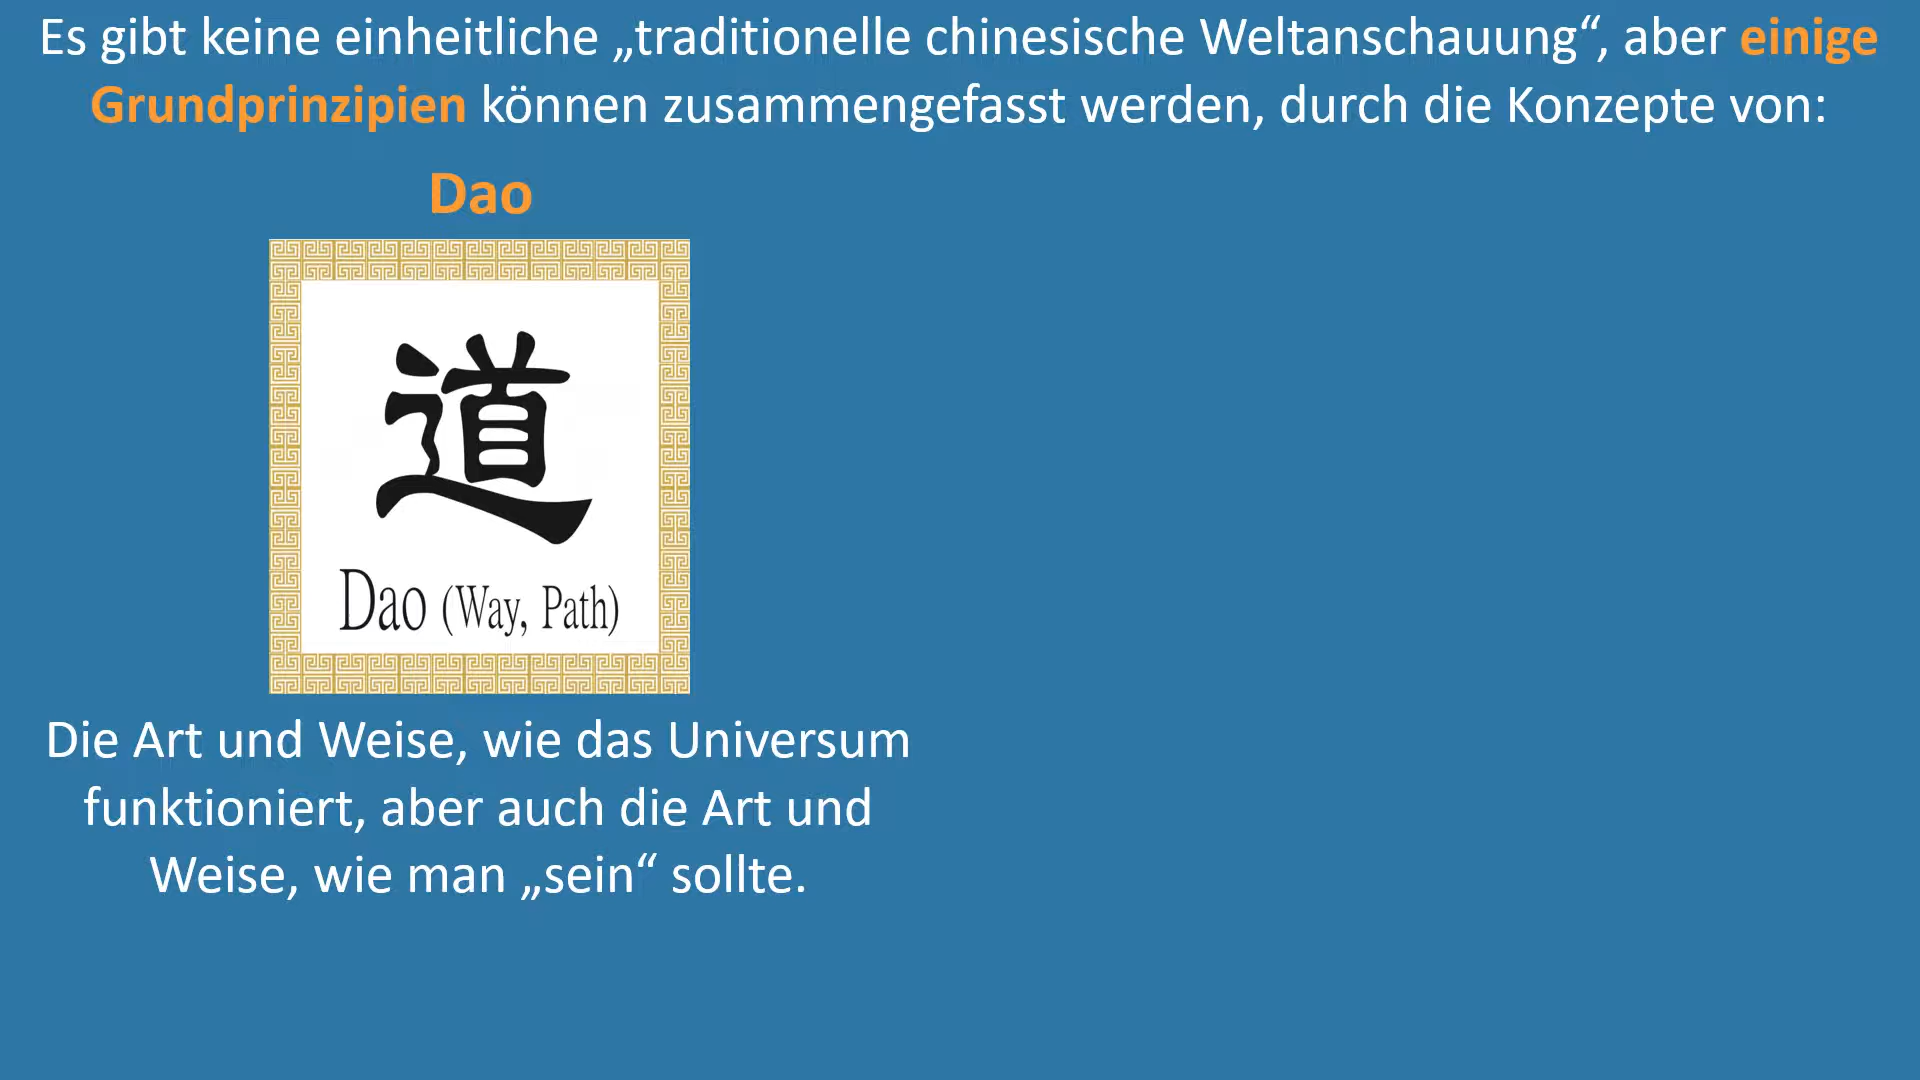 Es gibt keine einheitliche „traditionelle chinesische Weltanschauung“, aber einige
Grundprinzipien können zusammengefasst werden, durch die Konzepte von:
Dao
道
Dao (Way, Path)
Die Art und Weise, wie das Universum
funktioniert, aber auch die Art und
Weise, wie man „sein“ sollte.